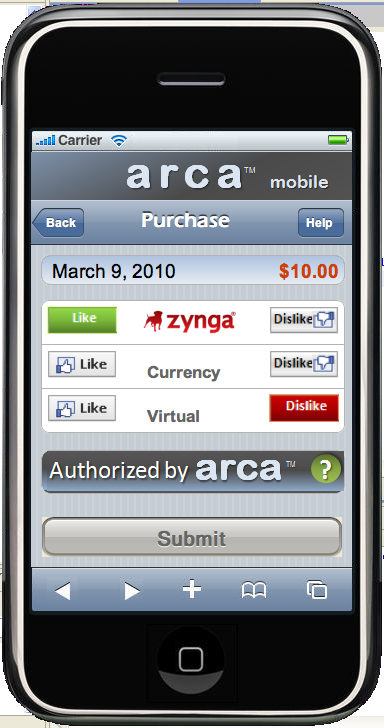 Carrier
arca™ mobile
Back Purchase Help
March 9, 2010 $10.00
Like zynga® Dislike
Like Currency Dislike
Like Virtual Dislike
Authorized by arca™ ?
Submit